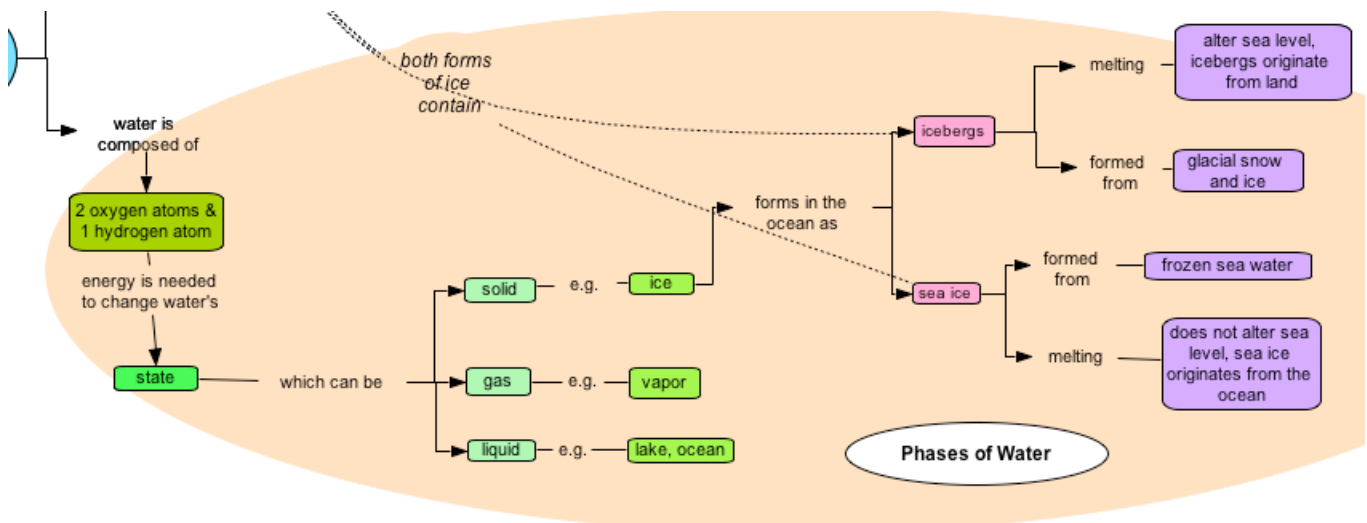 both forms
of ice
contain
water is
composed of
2 oxygen atoms &
1 hydrogen atom
energy is needed
to change water's
state
which can be
solid
e.g.
ice
gas
e.g.
vapor
liquid
e.g.
lake, ocean
forms in the
ocean as
icebergs
melting
alter sea level,
icebergs originate
from land
formed
from
glacial snow
and ice
sea ice
formed
from
frozen sea water
melting
does not alter sea
level, sea ice
originates from the
ocean
Phases of Water